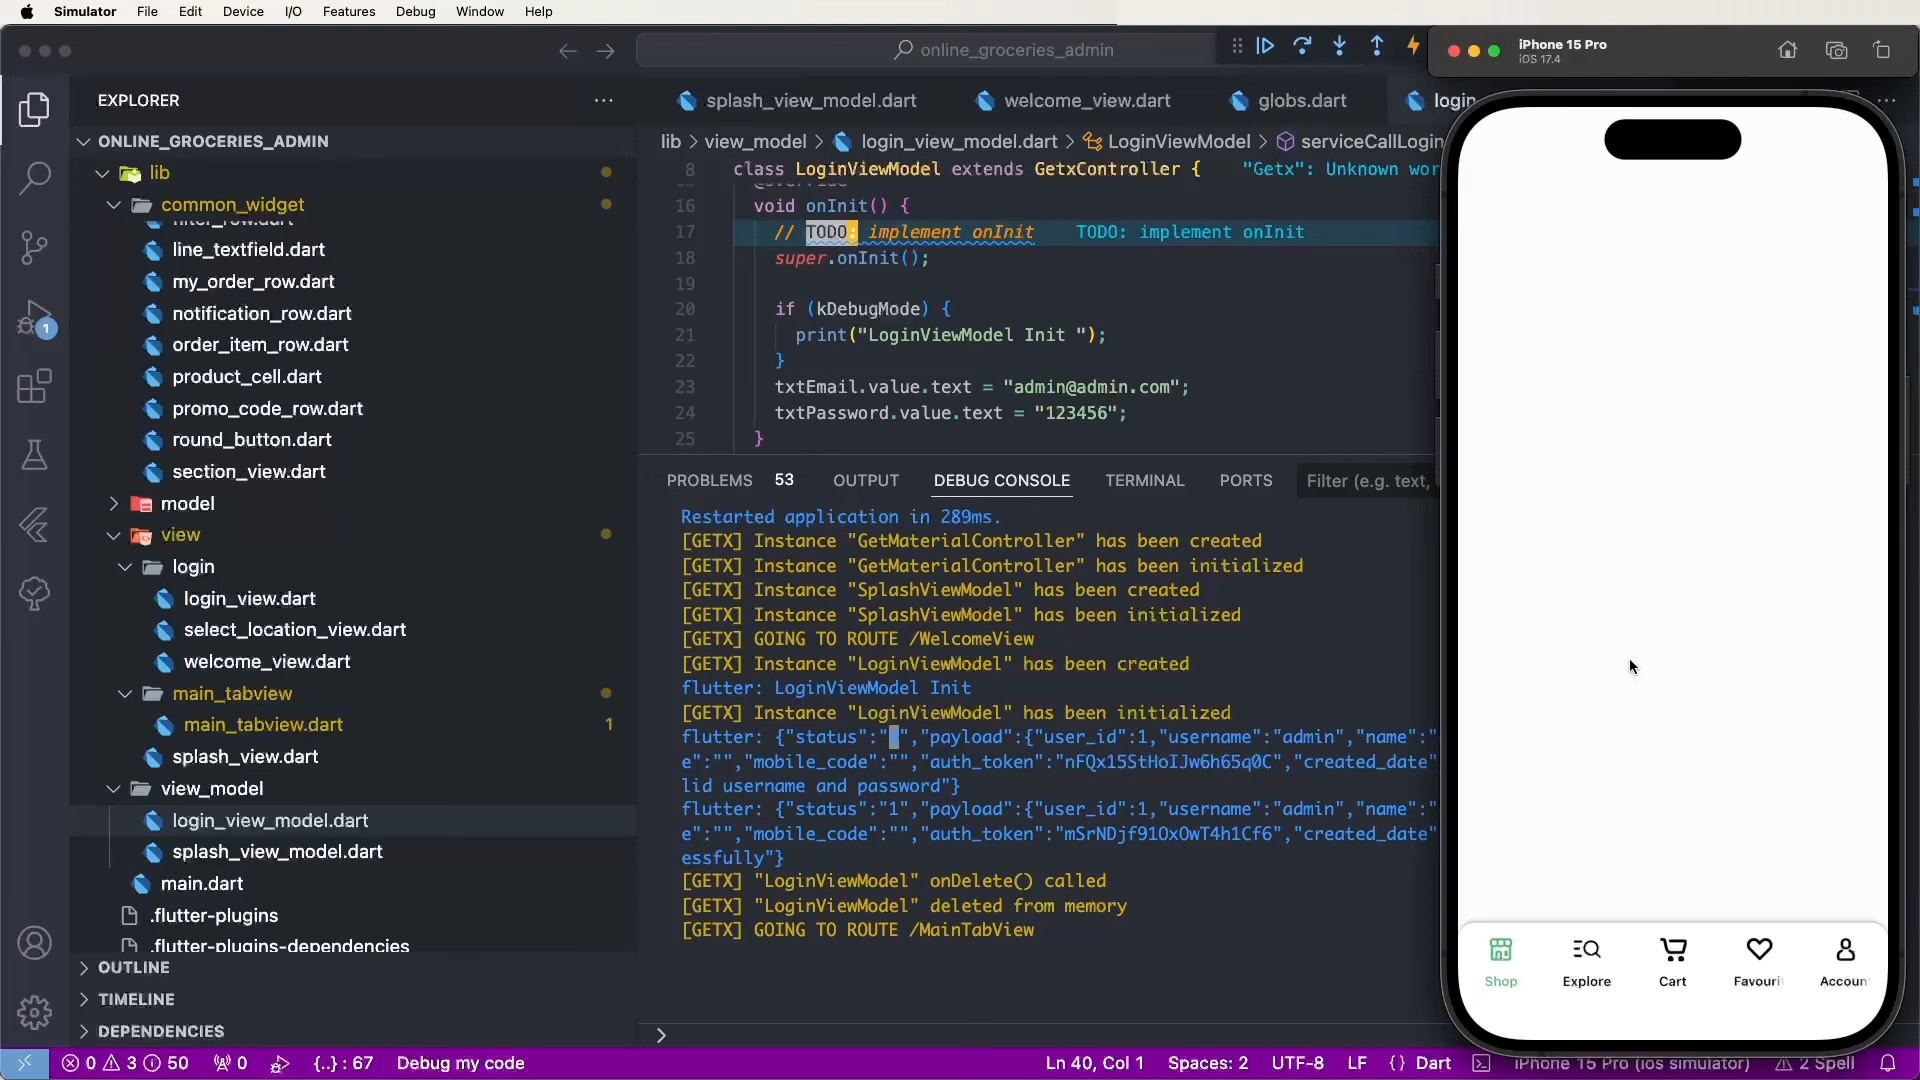 Simulator File Edit Device I/O Features Debug Window Help
online_groceries_admin
iPhone 15 Pro
iOS 17.4
EXPLORER
splash_view_model.dart
welcome_view.dart
globs.dart
login_
ONLINE_GROCERIES_ADMIN
lib > view_model > login_view_model.dart > LoginViewModel > serviceCallLogin
lib
common_widget
filter_row.dart
line_textfield.dart
my_order_row.dart
notification_row.dart
order_item_row.dart
product_cell.dart
promo_code_row.dart
round_button.dart
section_view.dart
model
view
login
login_view.dart
select_location_view.dart
welcome_view.dart
main_tabview
main_tabview.dart 1
splash_view.dart
view_model
login_view_model.dart
splash_view_model.dart
main.dart
.flutter-plugins
.flutter-plugins-dependencies
OUTLINE
TIMELINE
DEPENDENCIES
1
8 class LoginViewModel extends GetxController { "Getx": Unknown wor
@override
16 void onInit() {
17 // TODO: implement onInit TODO: implement onInit
18 super.onInit();
19
20 if (kDebugMode) {
21 print("LoginViewModel Init ");
22 }
23 txtEmail.value.text = "admin@admin.com";
24 txtPassword.value.text = "123456";
25 }
PROBLEMS 53 OUTPUT DEBUG CONSOLE TERMINAL PORTS Filter (e.g. text,
Restarted application in 289ms.
[GETX] Instance "GetMaterialController" has been created
[GETX] Instance "GetMaterialController" has been initialized
[GETX] Instance "SplashViewModel" has been created
[GETX] Instance "SplashViewModel" has been initialized
[GETX] GOING TO ROUTE /WelcomeView
[GETX] Instance "LoginViewModel" has been created
flutter: LoginViewModel Init
[GETX] Instance "LoginViewModel" has been initialized
flutter: {"status":" ","payload":{"user_id":1,"username":"admin","name":"
e":"","mobile_code":"","auth_token":"nFQx15StHoIJw6h65q0C","created_date"
lid username and password"}
flutter: {"status":"1","payload":{"user_id":1,"username":"admin","name":"
e":"","mobile_code":"","auth_token":"mSrNDjf91OxOwT4h1Cf6","created_date"
essfully"}
[GETX] "LoginViewModel" onDelete() called
[GETX] "LoginViewModel" deleted from memory
[GETX] GOING TO ROUTE /MainTabView
Shop Explore Cart Favouri Accoun
0 3 50 0 {..} : 67 Debug my code Ln 40, Col 1 Spaces: 2 UTF-8 LF {} Dart iPhone 15 Pro (ios simulator) 2 Spell